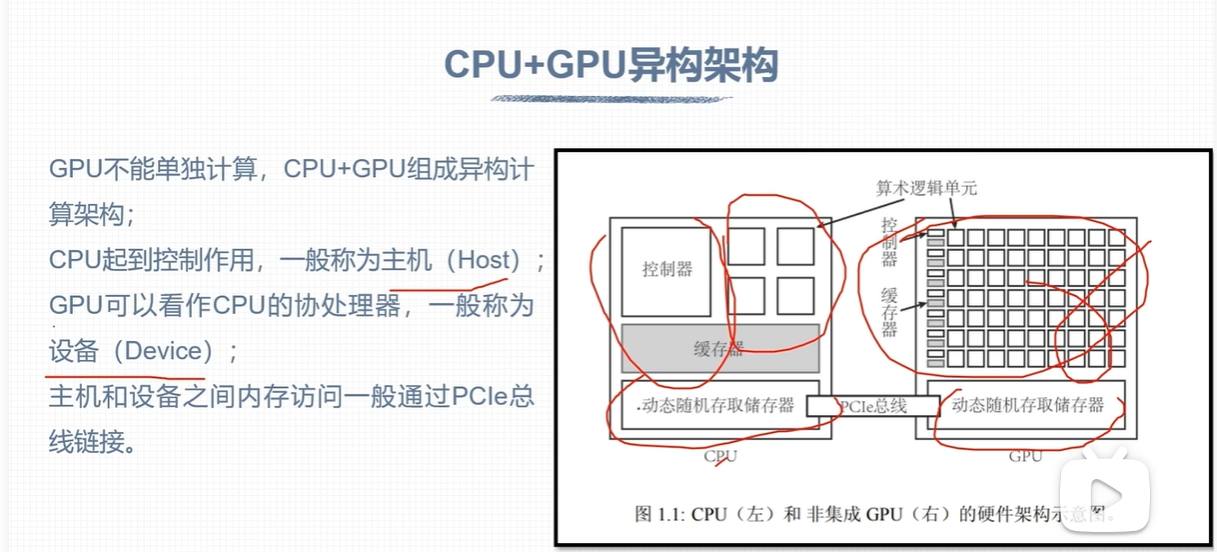 CPU+GPU异构架构
GPU不能单独计算，CPU+GPU组成异构计
算架构；
CPU起到控制作用，一般称为主机（Host）；
GPU可以看作CPU的协处理器，一般称为
设备（Device）；
主机和设备之间内存访问一般通过PCIe总
线链接。
算术逻辑单元
控制器
控制器
缓存器
缓存器
动态随机存取储存器
PCIe总线
动态随机存取储存器
CPU
GPU
图 1.1: CPU（左）和 非集成 GPU（右）的硬件架构示意图。